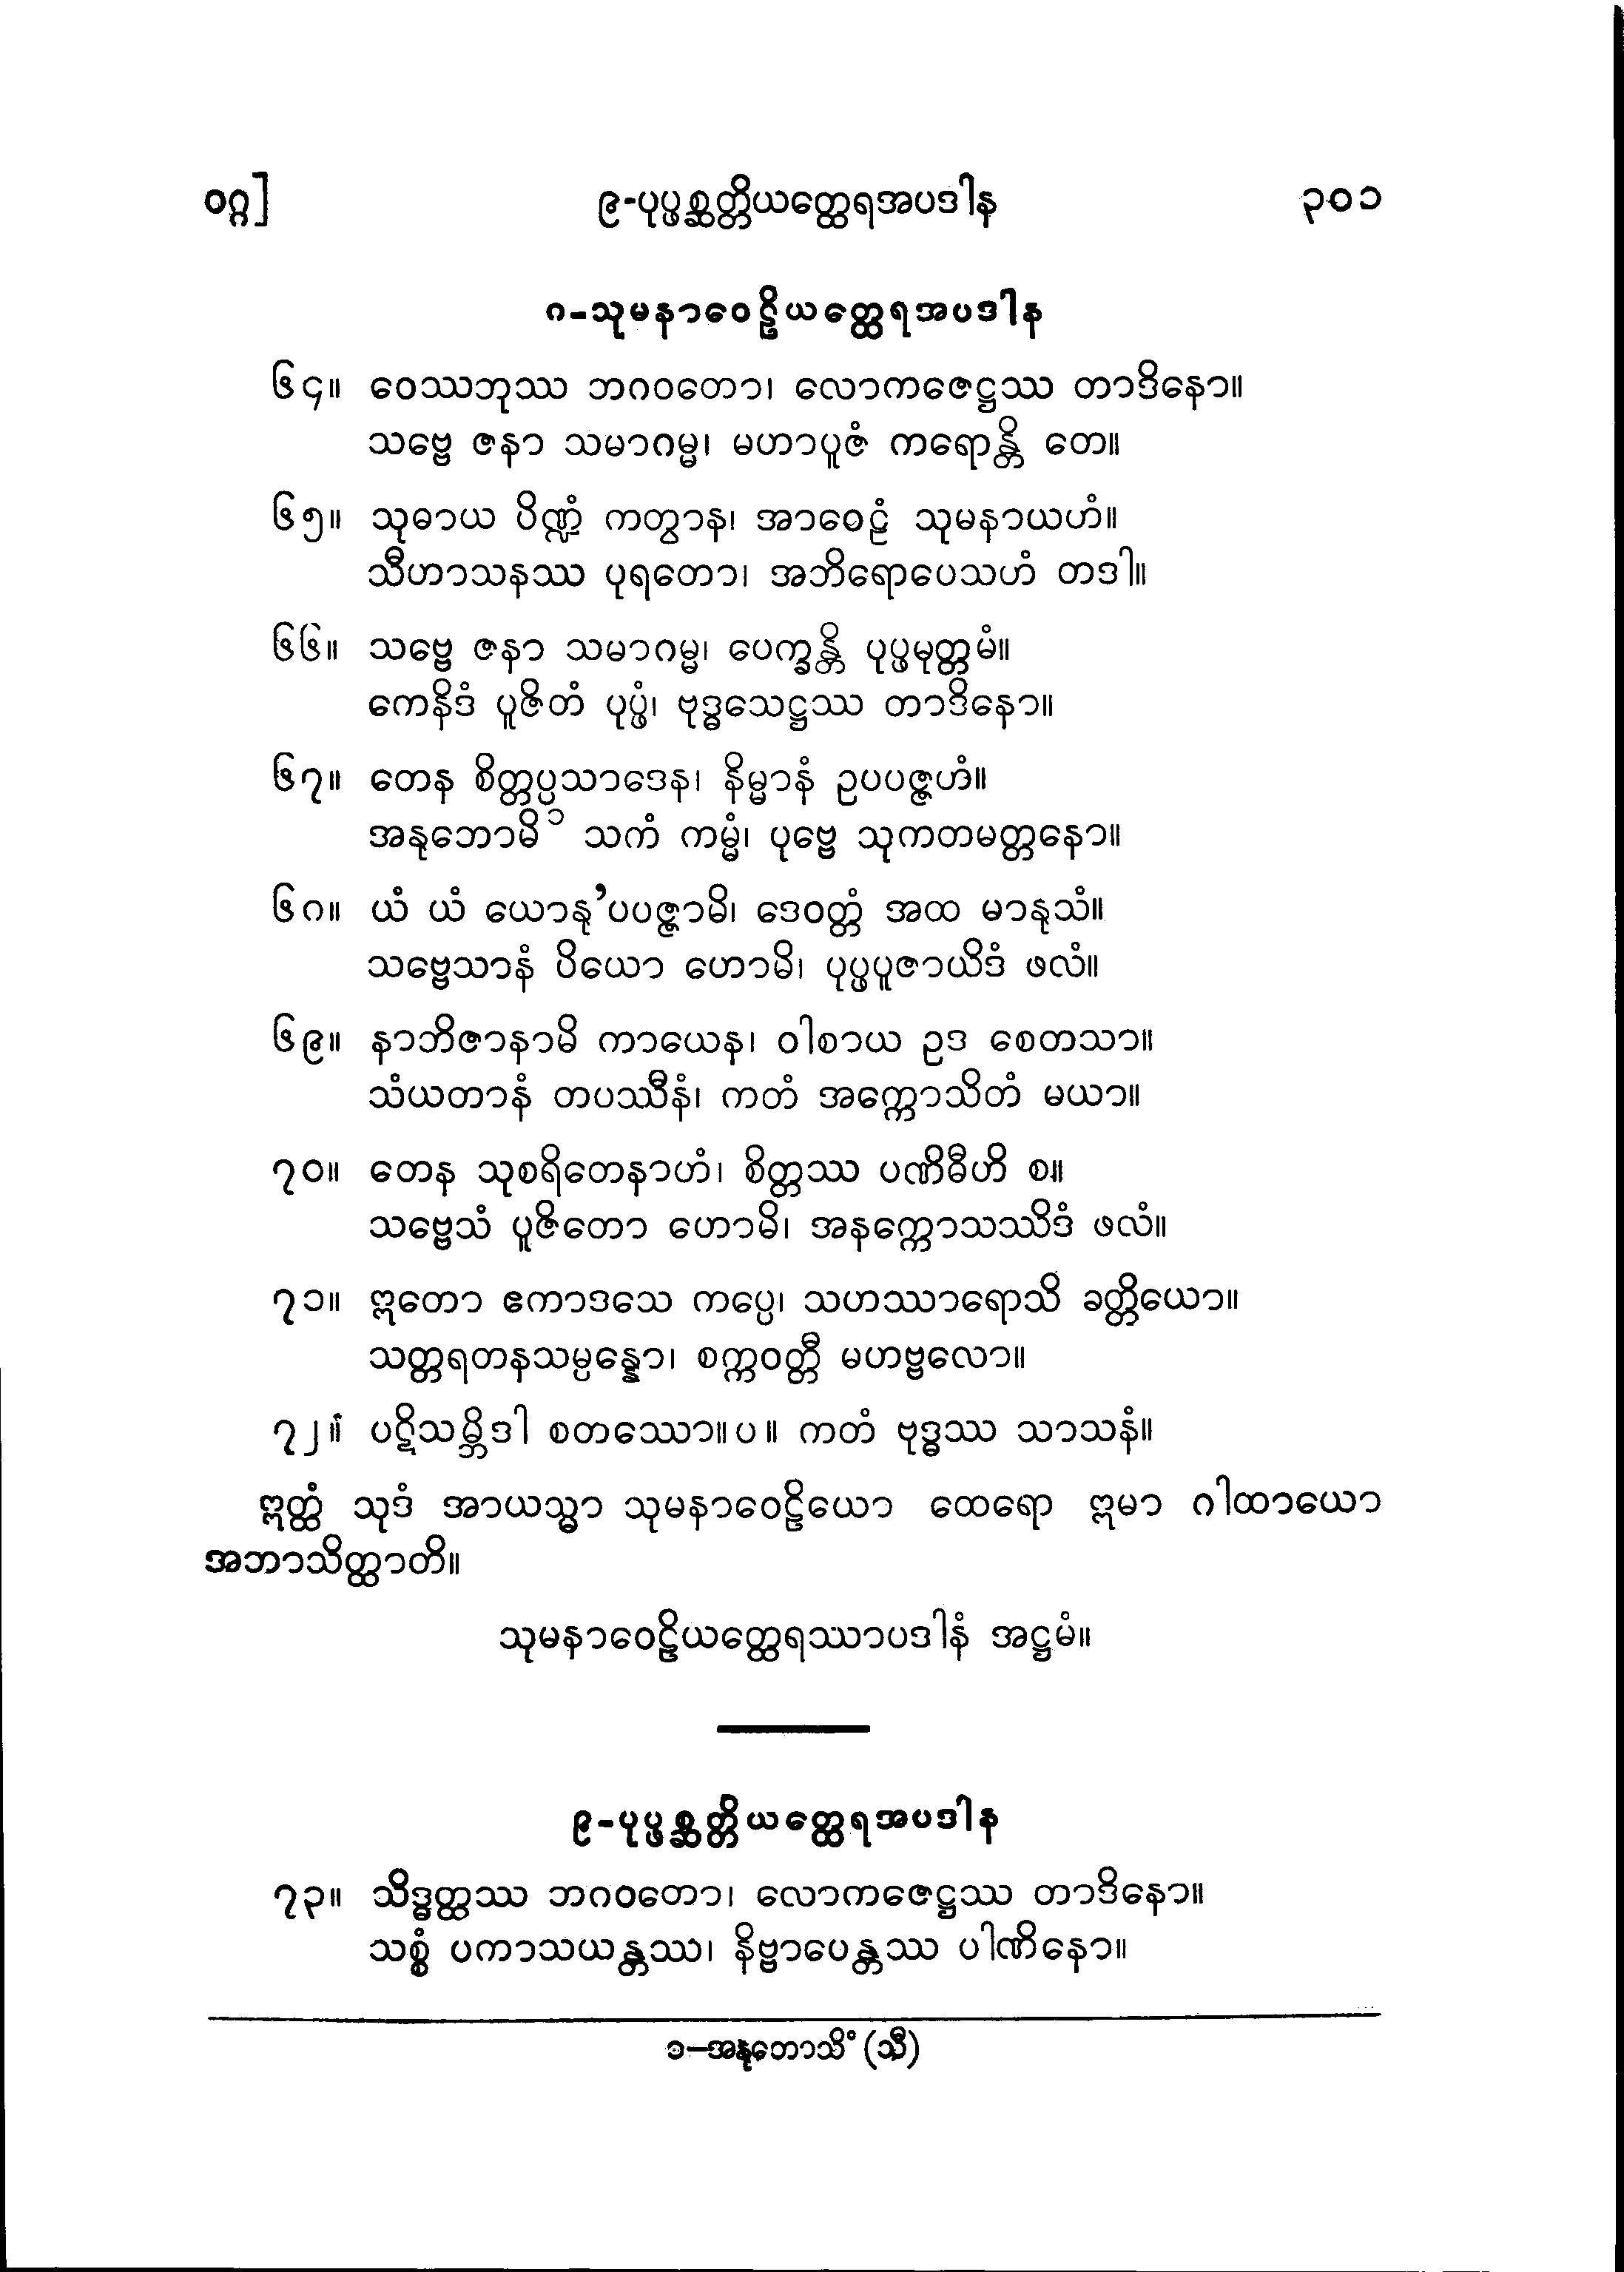 ဝဂ္ဂ] ၉-ပုပ္ဖစ္ဆတ္တိယတ္ထေရအပဒါန ၃၀၁
၈-သုမနာဝေဠိယတ္ထေရအပဒါန
၆၄။ ဝေဿဘုဿ ဘဂဝတော၊ လောကဇေဋ္ဌဿ တာဒိနော။
သဗ္ဗေ ဇနာ သမာဂမ္မ၊ မဟာပူဇံ ကရောန္တိ တေ။
၆၅။ သုဓာယ ပိဏ္ဍံ ကတွာန၊ အာဝေဠံ သုမနာယဟံ။
သီဟာသနဿ ပုရတော၊ အဘိရောပေသဟံ တဒါ။
၆၆။ သဗ္ဗေ ဇနာ သမာဂမ္မ၊ ပေက္ခန္တိ ပုပ္ဖမုတ္တမံ။
ကေနိဒံ ပူဇိတံ ပုပ္ဖံ၊ ဗုဒ္ဓသေဋ္ဌဿ တာဒိနော။
၆၇။ တေန စိတ္တပ္ပသာဒေန၊ နိမ္မာနံ ဥပပဇ္ဇဟံ။
အနုဘောမိ ၁ သကံ ကမ္မံ၊ ပုဗ္ဗေ သုကတမတ္တနော။
၆၈။ ယံ ယံ ယောနု’ပပဇ္ဇာမိ၊ ဒေဝတ္တံ အထ မာနုသံ။
သဗ္ဗေသာနံ ပိယော ဟောမိ၊ ပုပ္ဖပူဇာယိဒံ ဖလံ။
၆၉။ နာဘိဇာနာမိ ကာယေန၊ ဝါစာယ ဥဒ စေတသာ။
သံယတာနံ တပဿီနံ၊ ကတံ အက္ကောသိတံ မယာ။
၇၀။ တေန သုစရိတေနာဟံ၊ စိတ္တဿ ပဏိဓီဟိ စ။
သဗ္ဗေသံ ပူဇိတော ဟောမိ၊ အနက္ကောသဿိဒံ ဖလံ။
၇၁။ ဣတော ဧကာဒသေ ကပ္ပေ၊ သဟဿာရောသိ ခတ္တိယော။
သတ္တရတနသမ္ပန္နော၊ စက္ကဝတ္တီ မဟဗ္ဗလော။
၇၂။ ပဋိသမ္ဘိဒါ စတဿော။ပ။ ကတံ ဗုဒ္ဓဿ သာသနံ။
ဣတ္ထံ သုဒံ အာယသ္မာ သုမနာဝေဠိယော ထေရော ဣမာ ဂါထာယော
အဘာသိတ္ထာတိ။
သုမနာဝေဠိယတ္ထေရဿာပဒါနံ အဋ္ဌမံ။
၉-ပုပ္ဖစ္ဆတ္တိယတ္ထေရအပဒါန
၇၃။ သိဒ္ဓတ္ထဿ ဘဂဝတော၊ လောကဇေဋ္ဌဿ တာဒိနော။
သစ္စံ ပကာသယန္တဿ၊ နိဗ္ဗာပေန္တဿ ပါဏိနော။
၁-အနုဘောသိံ (သီ)